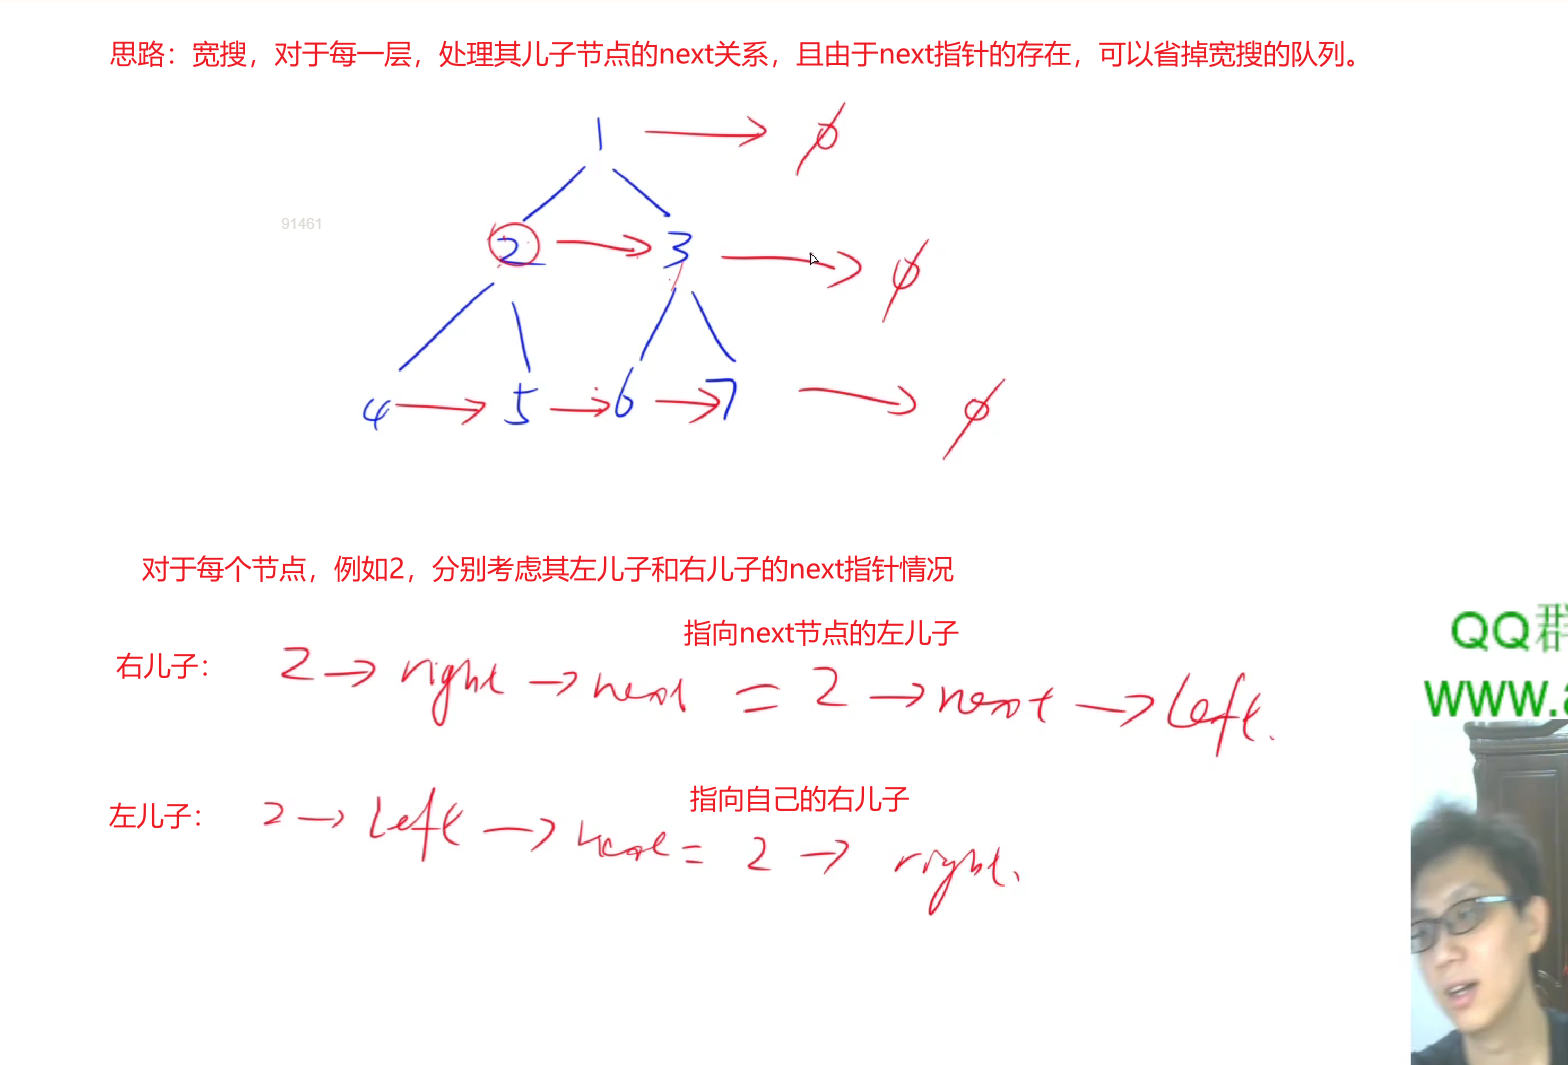 思路：宽搜，对于每一层，处理其儿子节点的next关系，且由于next指针的存在，可以省掉宽搜的队列。
1 → ∅
91461
2 → 3 → ∅
4 → 5 → 6 → 7 → ∅
对于每个节点，例如2，分别考虑其左儿子和右儿子的next指针情况
指向next节点的左儿子
右儿子： 2 → right → next = 2 → next → left.
指向自己的右儿子
左儿子： 2 → left → next = 2 → right.
QQ群
www.a